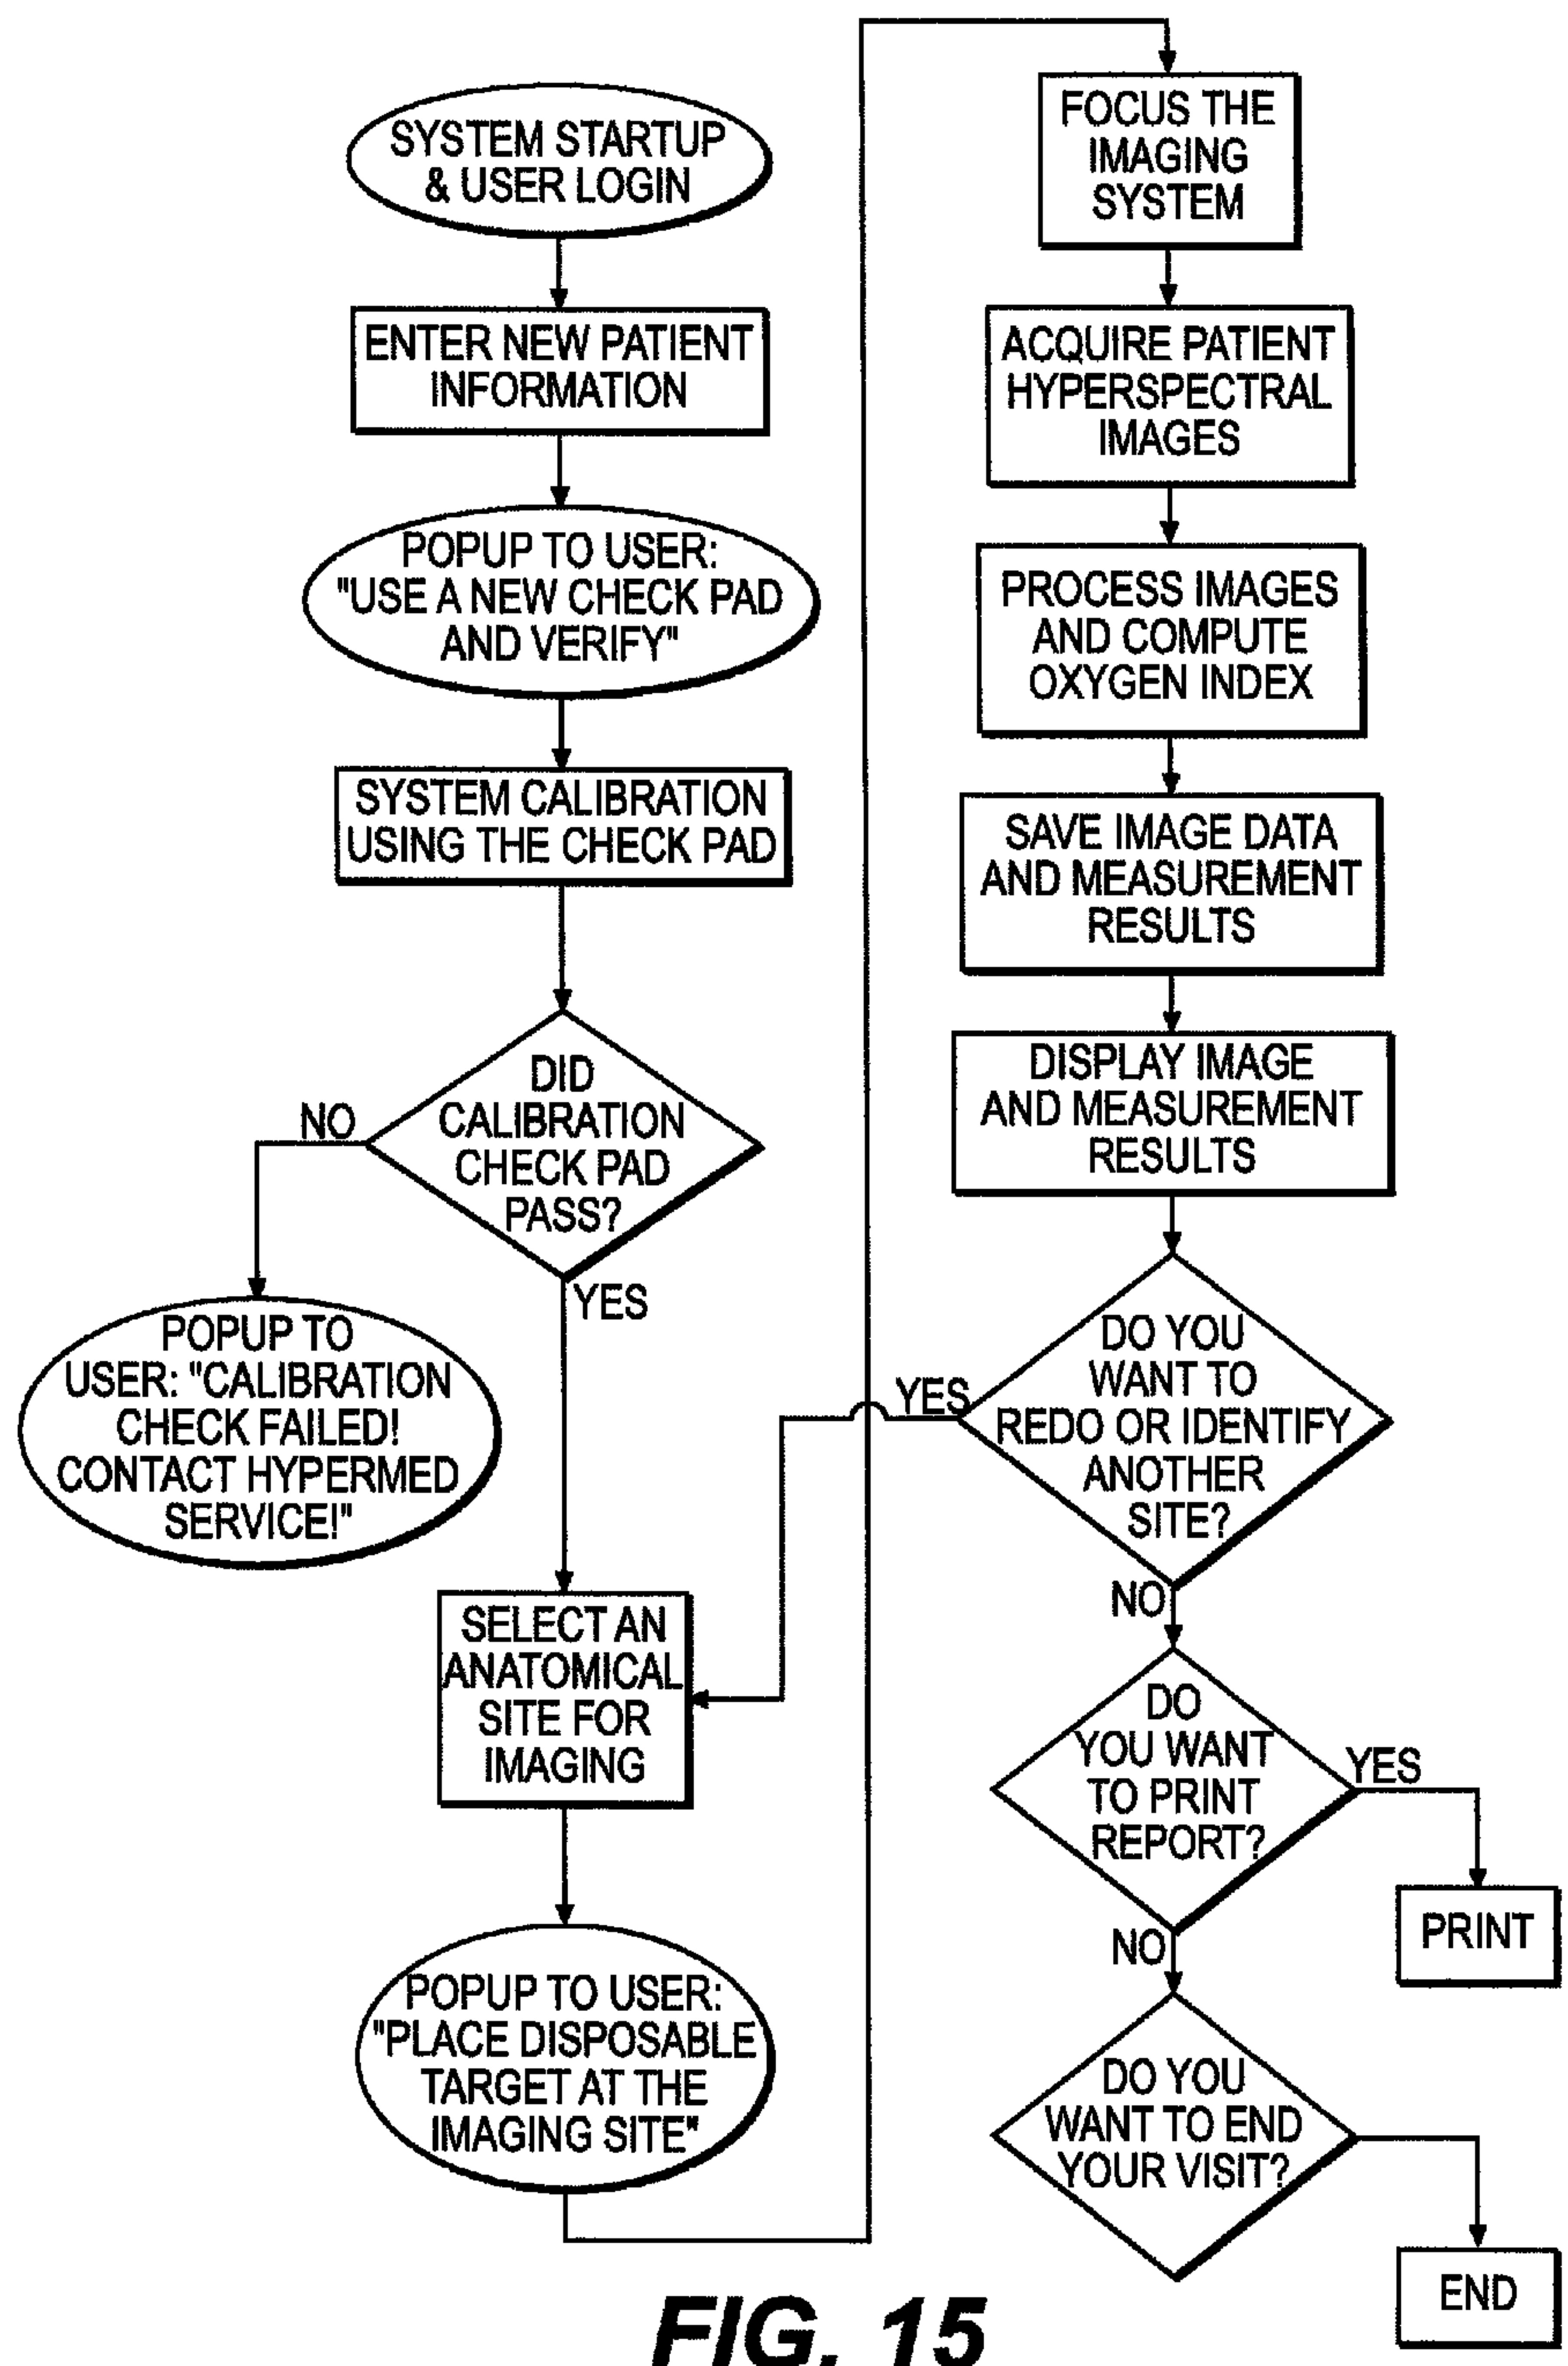 SYSTEM STARTUP
& USER LOGIN
ENTER NEW PATIENT
INFORMATION
POPUP TO USER:
"USE A NEW CHECK PAD
AND VERIFY"
SYSTEM CALIBRATION
USING THE CHECK PAD
DID
CALIBRATION
CHECK PAD
PASS?
NO
POPUP TO
USER: "CALIBRATION
CHECK FAILED!
CONTACT HYPERMED
SERVICE!"
YES
SELECT AN
ANATOMICAL
SITE FOR
IMAGING
POPUP TO USER:
"PLACE DISPOSABLE
TARGET AT THE
IMAGING SITE"
FOCUS THE
IMAGING
SYSTEM
ACQUIRE PATIENT
HYPERSPECTRAL
IMAGES
PROCESS IMAGES
AND COMPUTE
OXYGEN INDEX
SAVE IMAGE DATA
AND MEASUREMENT
RESULTS
DISPLAY IMAGE
AND MEASUREMENT
RESULTS
DO YOU
WANT TO
REDO OR IDENTIFY
ANOTHER
SITE?
YES
NO
DO
YOU WANT
TO PRINT
REPORT?
YES
PRINT
NO
DO YOU
WANT TO END
YOUR VISIT?
END
FIG. 15